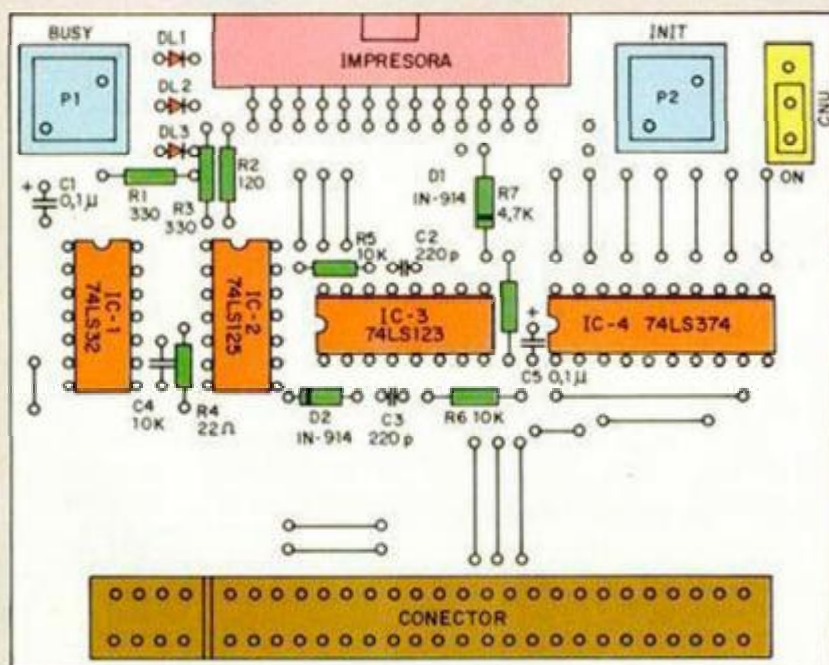 BUSY
DL1
IMPRESORA
INIT
P1
DL2
P2
CNU
DL3
R2
120
ON
+
C1
0,1µ
R1
330
R3
330
D1
IN-914
R7
4,7K
R5
10K
C2
220p
+
IC-1
74LS32
IC-2
74LS125
IC-3
74LS123
IC-4 74LS374
C4
10K
R4
22Ω
D2
IN-914
C3
220p
R6 10K
C5 0,1µ
CONECTOR